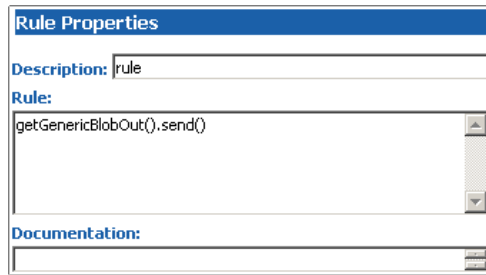 Rule Properties
Description: rule
Rule:
getGenericBlobOut().send()
Documentation: